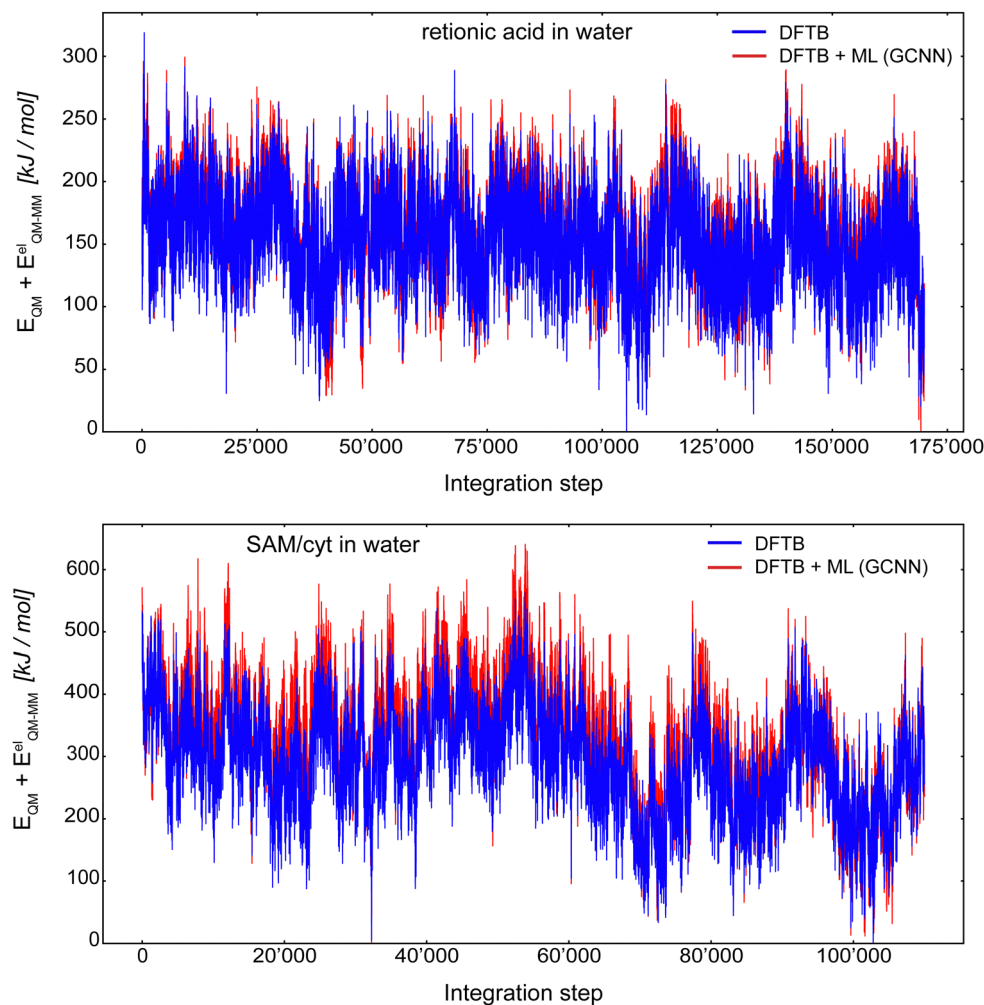 retionic acid in water
DFTB
DFTB + ML (GCNN)
E_QM + E^el_QM-MM [kJ / mol]
300
250
200
150
100
50
0
0 25'000 50'000 75'000 100'000 125'000 150'000 175'000
Integration step
SAM/cyt in water
DFTB
DFTB + ML (GCNN)
E_QM + E^el_QM-MM [kJ / mol]
600
500
400
300
200
100
0
0 20'000 40'000 60'000 80'000 100'000
Integration step